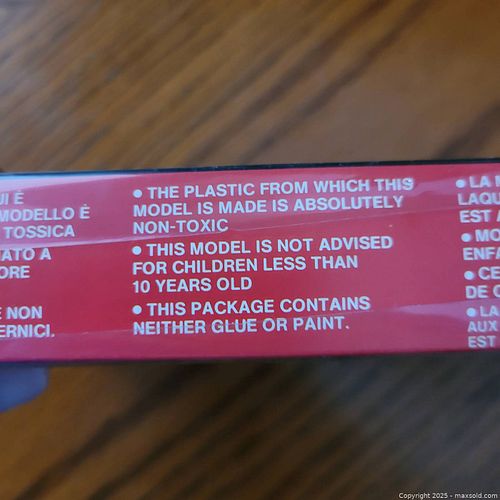 UI È
MODELLO È
TOSSICA
ATO A
ORE
E NON
ERNICI.
● THE PLASTIC FROM WHICH THIS
MODEL IS MADE IS ABSOLUTELY
NON-TOXIC
● THIS MODEL IS NOT ADVISED
FOR CHILDREN LESS THAN
10 YEARS OLD
● THIS PACKAGE CONTAINS
NEITHER GLUE OR PAINT.
● LA
LAQU
EST
● MO
ENFA
● CE
DE C
● LA
AUX
EST
Copyright 2025 - maxsold.com